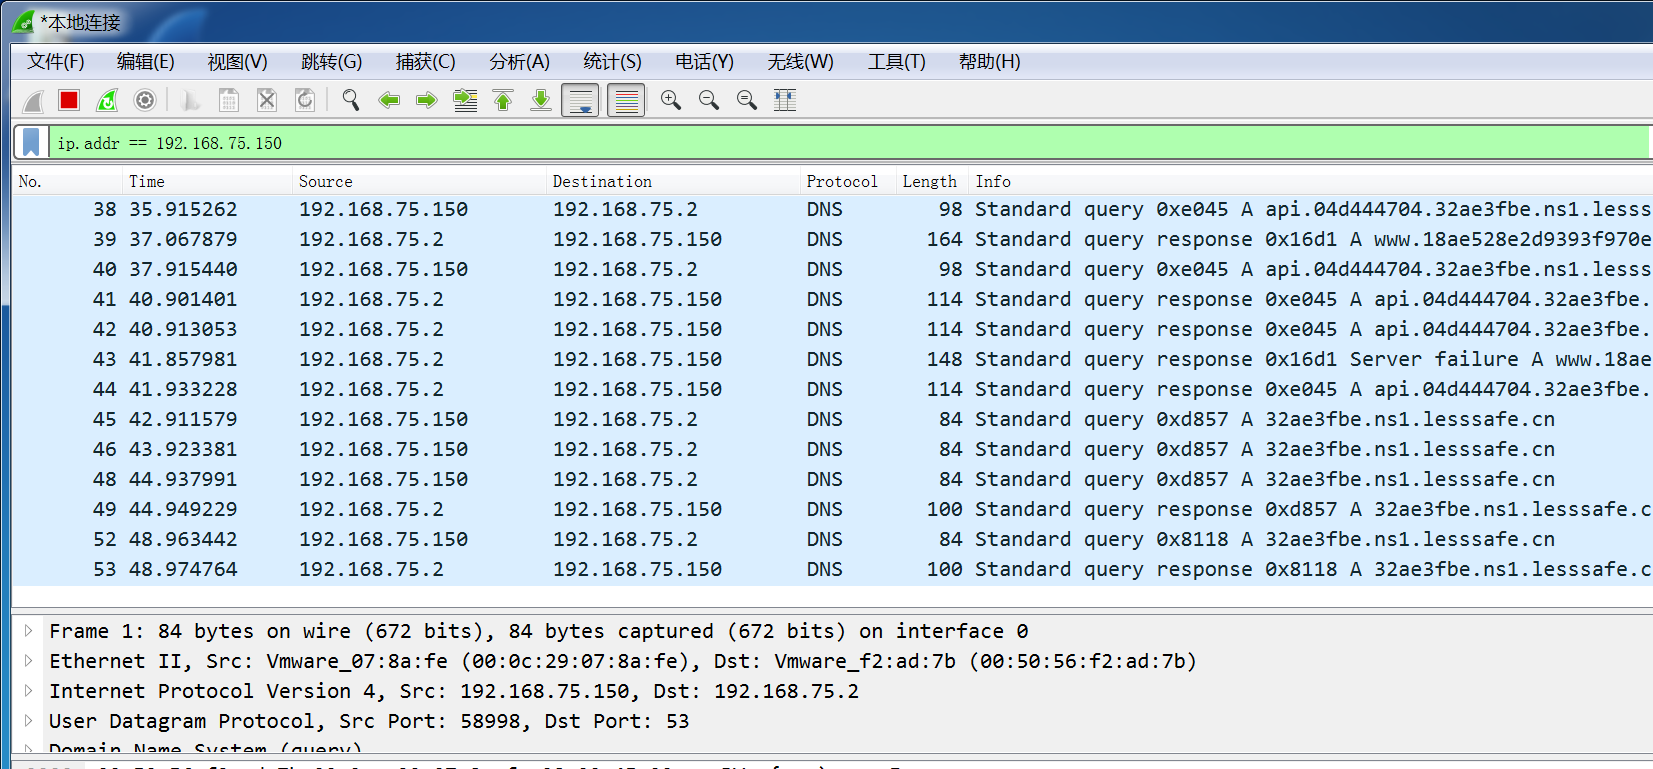 *本地连接
文件(F) 编辑(E) 视图(V) 跳转(G) 捕获(C) 分析(A) 统计(S) 电话(Y) 无线(W) 工具(T) 帮助(H)
ip.addr == 192.168.75.150
No. Time Source Destination Protocol Length Info
38 35.915262 192.168.75.150 192.168.75.2 DNS 98 Standard query 0xe045 A api.04d444704.32ae3fbe.ns1.lesss
39 37.067879 192.168.75.2 192.168.75.150 DNS 164 Standard query response 0x16d1 A www.18ae528e2d9393f970e
40 37.915440 192.168.75.150 192.168.75.2 DNS 98 Standard query 0xe045 A api.04d444704.32ae3fbe.ns1.lesss
41 40.901401 192.168.75.2 192.168.75.150 DNS 114 Standard query response 0xe045 A api.04d444704.32ae3fbe.
42 40.913053 192.168.75.2 192.168.75.150 DNS 114 Standard query response 0xe045 A api.04d444704.32ae3fbe.
43 41.857981 192.168.75.2 192.168.75.150 DNS 148 Standard query response 0x16d1 Server failure A www.18ae
44 41.933228 192.168.75.2 192.168.75.150 DNS 114 Standard query response 0xe045 A api.04d444704.32ae3fbe.
45 42.911579 192.168.75.150 192.168.75.2 DNS 84 Standard query 0xd857 A 32ae3fbe.ns1.lesssafe.cn
46 43.923381 192.168.75.150 192.168.75.2 DNS 84 Standard query 0xd857 A 32ae3fbe.ns1.lesssafe.cn
48 44.937991 192.168.75.150 192.168.75.2 DNS 84 Standard query 0xd857 A 32ae3fbe.ns1.lesssafe.cn
49 44.949229 192.168.75.2 192.168.75.150 DNS 100 Standard query response 0xd857 A 32ae3fbe.ns1.lesssafe.c
52 48.963442 192.168.75.150 192.168.75.2 DNS 84 Standard query 0x8118 A 32ae3fbe.ns1.lesssafe.cn
53 48.974764 192.168.75.2 192.168.75.150 DNS 100 Standard query response 0x8118 A 32ae3fbe.ns1.lesssafe.c
Frame 1: 84 bytes on wire (672 bits), 84 bytes captured (672 bits) on interface 0
Ethernet II, Src: Vmware_07:8a:fe (00:0c:29:07:8a:fe), Dst: Vmware_f2:ad:7b (00:50:56:f2:ad:7b)
Internet Protocol Version 4, Src: 192.168.75.150, Dst: 192.168.75.2
User Datagram Protocol, Src Port: 58998, Dst Port: 53
Domain Name System (query)